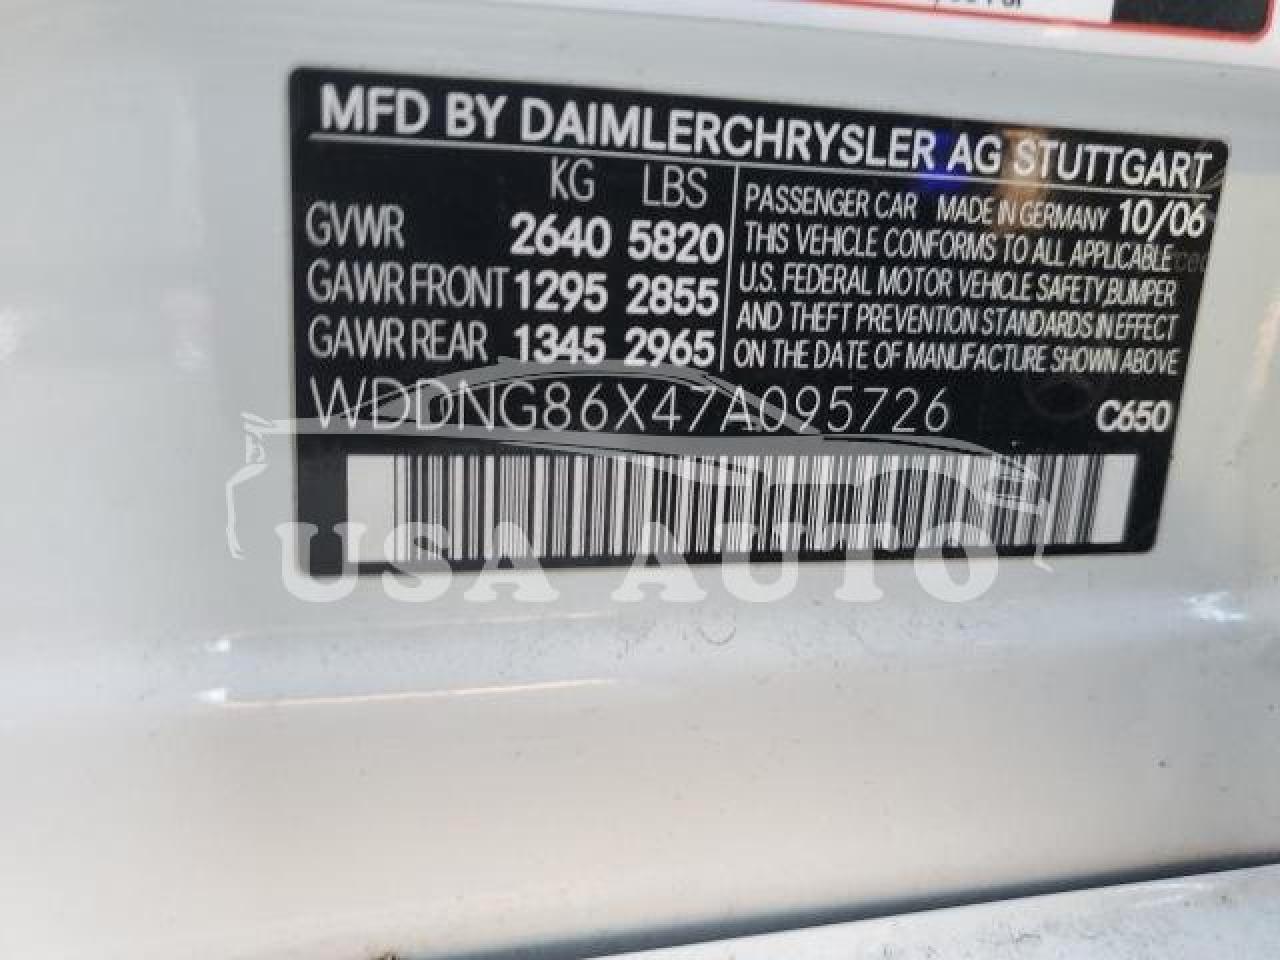 MFD BY DAIMLERCHRYSLER AG STUTTGART
KG LBS
GVWR 2640 5820
GAWR FRONT 1295 2855
GAWR REAR 1345 2965
PASSENGER CAR MADE IN GERMANY 10/06
THIS VEHICLE CONFORMS TO ALL APPLICABLE
U.S. FEDERAL MOTOR VEHICLE SAFETY, BUMPER
AND THEFT PREVENTION STANDARDS IN EFFECT
ON THE DATE OF MANUFACTURE SHOWN ABOVE
WDDNG86X47A095726 C650
USA AUTO